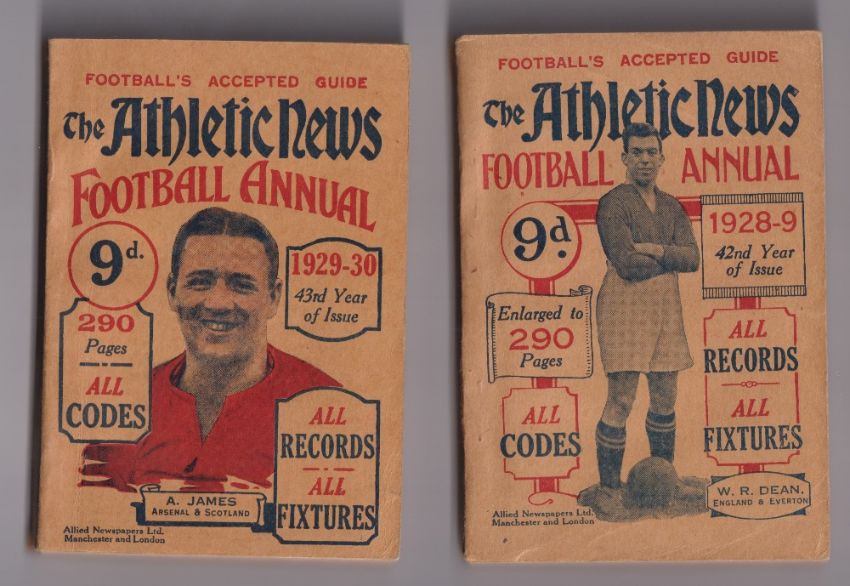 FOOTBALL'S ACCEPTED GUIDE
The Athletic News
FOOTBALL ANNUAL
9d.
1929-30
43rd Year
of Issue
290
Pages
ALL
CODES
ALL
RECORDS
ALL
FIXTURES
A. JAMES
ARSENAL & SCOTLAND
Allied Newspapers Ltd.
Manchester and London
FOOTBALL'S ACCEPTED GUIDE
The Athletic News
FOOTBALL ANNUAL
9d.
1928-9
42nd Year
of Issue
Enlarged to
290
Pages
ALL
RECORDS
ALL
CODES
ALL
FIXTURES
W. R. DEAN.
ENGLAND & EVERTON
Allied Newspapers Ltd.
Manchester and London